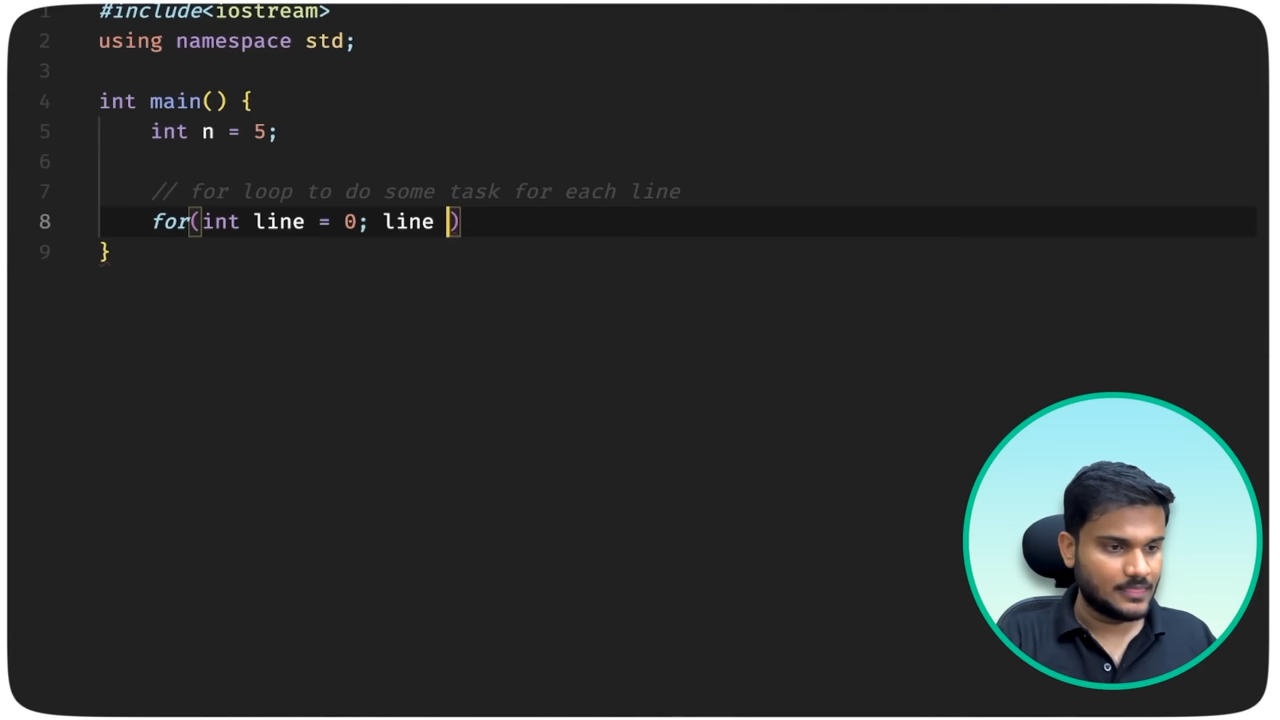 1 #include<iostream>
2 using namespace std;
3
4 int main() {
5 int n = 5;
6
7 // for loop to do some task for each line
8 for(int line = 0; line )
9 }